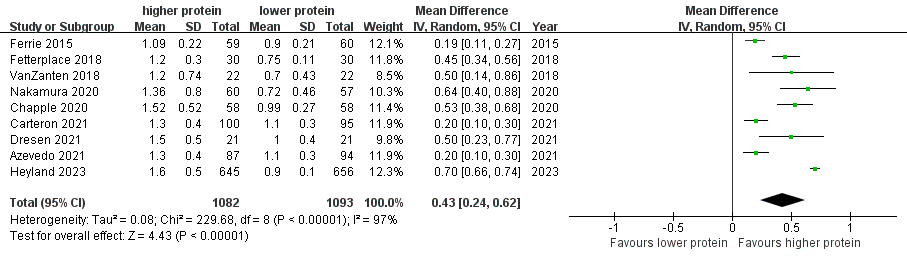 higher protein lower protein Mean Difference Mean Difference
Study or Subgroup Mean SD Total Mean SD Total Weight IV, Random, 95% CI Year IV, Random, 95% CI
Ferrie 2015 1.09 0.22 59 0.9 0.21 60 12.1% 0.19 [0.11, 0.27] 2015
Fetterplace 2018 1.2 0.3 30 0.75 0.11 30 11.8% 0.45 [0.34, 0.56] 2018
VanZanten 2018 1.2 0.74 22 0.7 0.43 22 8.5% 0.50 [0.14, 0.86] 2018
Nakamura 2020 1.36 0.8 60 0.72 0.46 57 10.3% 0.64 [0.40, 0.88] 2020
Chapple 2020 1.52 0.52 58 0.99 0.27 58 11.4% 0.53 [0.38, 0.68] 2020
Carteron 2021 1.3 0.4 100 1.1 0.3 95 11.9% 0.20 [0.10, 0.30] 2021
Dresen 2021 1.5 0.5 21 1 0.4 21 9.8% 0.50 [0.23, 0.77] 2021
Azevedo 2021 1.3 0.4 87 1.1 0.3 94 11.9% 0.20 [0.10, 0.30] 2021
Heyland 2023 1.6 0.5 645 0.9 0.1 656 12.3% 0.70 [0.66, 0.74] 2023
Total (95% CI) 1082 1093 100.0% 0.43 [0.24, 0.62]
Heterogeneity: Tau² = 0.08; Chi² = 229.68, df = 8 (P < 0.00001); I² = 97%
Test for overall effect: Z = 4.43 (P < 0.00001)
-1 -0.5 0 0.5 1
Favours lower protein Favours higher protein